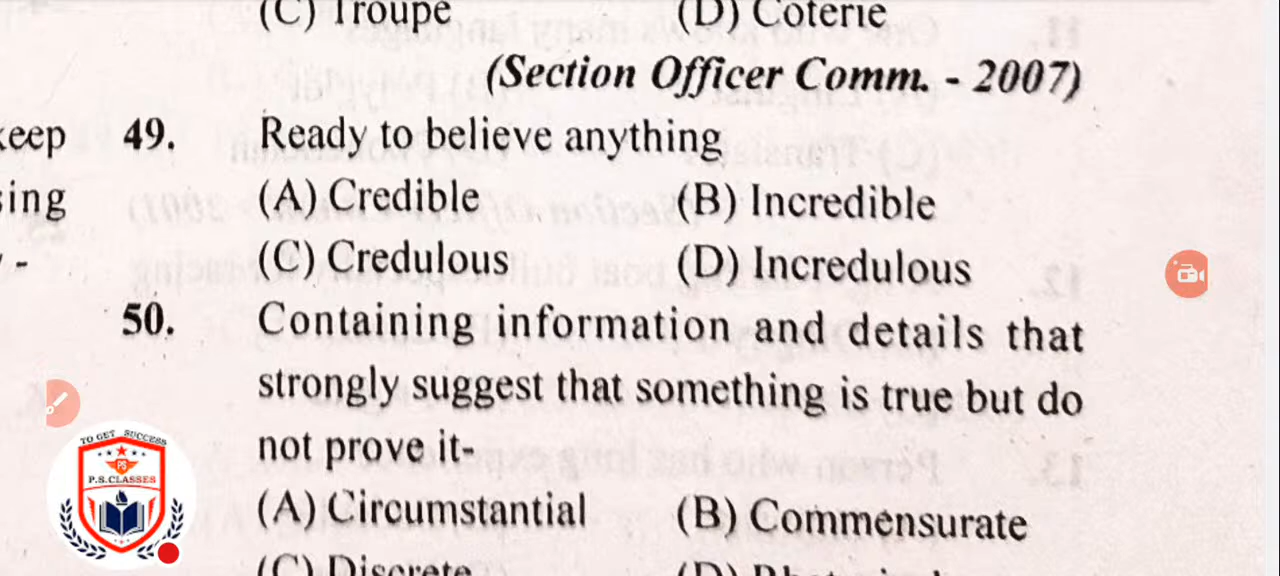 (C) Troupe (D) Coterie
(Section Officer Comm. - 2007)
49. Ready to believe anything
(A) Credible (B) Incredible
(C) Credulous (D) Incredulous
50. Containing information and details that
strongly suggest that something is true but do
not prove it-
(A) Circumstantial (B) Commensurate
(C) Discrete (D)
keep
TO GET SUCCESS
PS
P.S.CLASSES